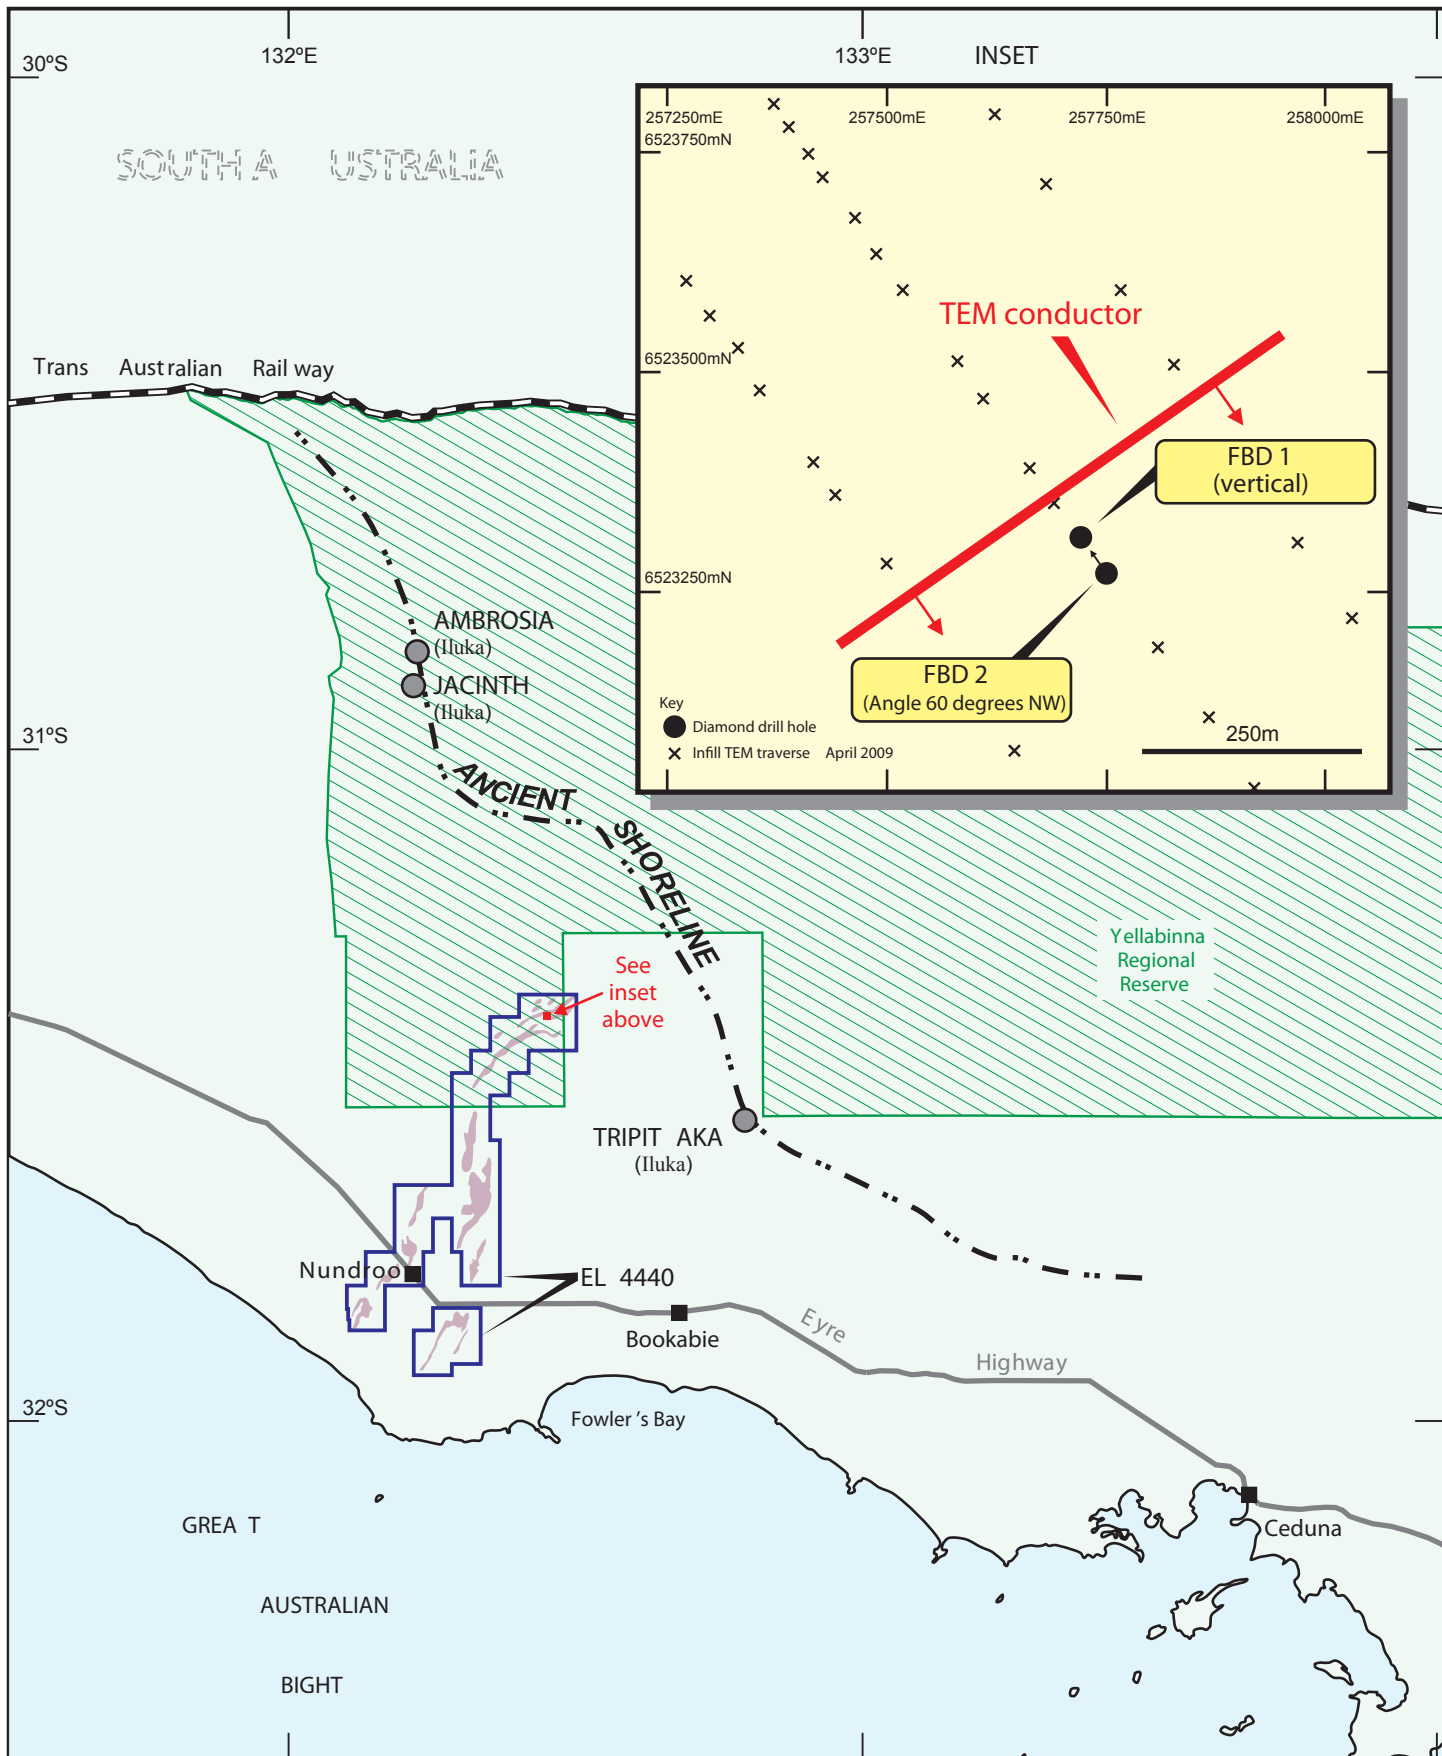 132ºE
133ºE
INSET
30ºS
SOUTH A USTRALIA
257250mE
257500mE
257750mE
258000mE
6523750mN
TEM conductor
6523500mN
FBD 1
(vertical)
6523250mN
FBD 2
(Angle 60 degrees NW)
Key
Diamond drill hole
Infill TEM traverse April 2009
250m
Trans Australian Rail way
AMBROSIA
(Iluka)
JACINTH
(Iluka)
31ºS
ANCIENT
SHORELINE
Yellabinna
Regional
Reserve
See
inset
above
TRIPIT AKA
(Iluka)
Nundroo
EL 4440
Bookabie
Eyre
Highway
32ºS
Fowler 's Bay
Ceduna
GREA T
AUSTRALIAN
BIGHT